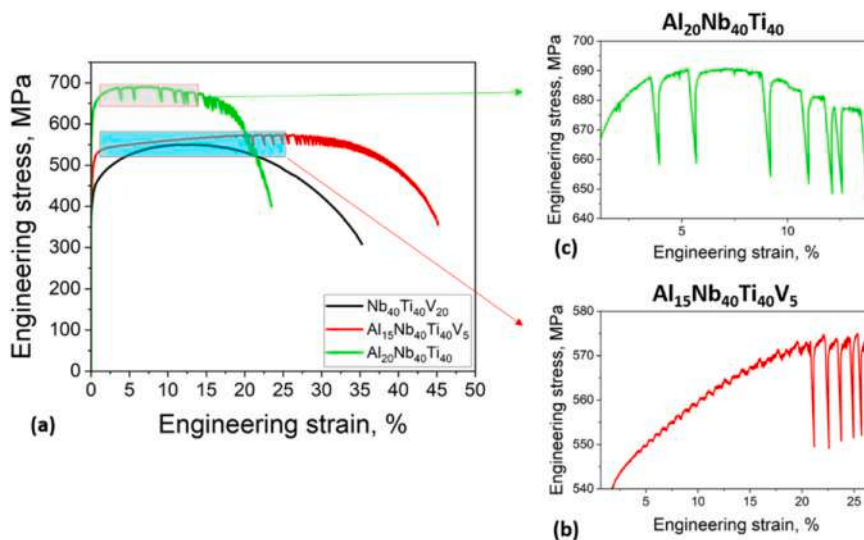 Engineering stress, MPa
700
600
500
400
300
200
100
0
0 5 10 15 20 25 30 35 40 45 50
Engineering strain, %
Nb₄₀Ti₄₀V₂₀
Al₁₅Nb₄₀Ti₄₀V₅
Al₂₀Nb₄₀Ti₄₀
(a)
Al₂₀Nb₄₀Ti₄₀
Engineering stress, MPa
700
690
680
670
660
650
640
5 10
Engineering strain, %
(c)
Al₁₅Nb₄₀Ti₄₀V₅
Engineering stress, MPa
580
570
560
550
540
5 10 15 20 25
Engineering strain, %
(b)